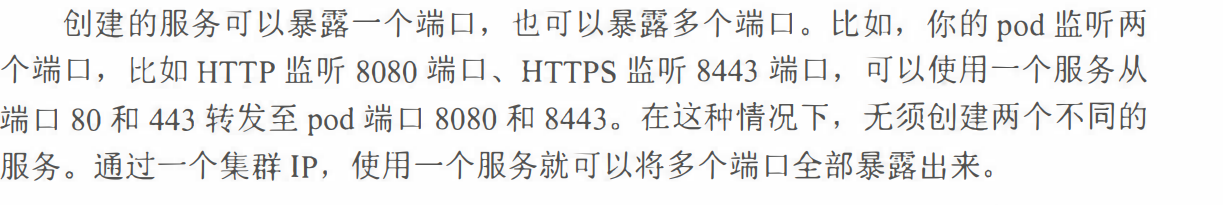 创建的服务可以暴露一个端口，也可以暴露多个端口。比如，你的 pod 监听两
个端口，比如 HTTP 监听 8080 端口、HTTPS 监听 8443 端口，可以使用一个服务从
端口 80 和 443 转发至 pod 端口 8080 和 8443。在这种情况下，无须创建两个不同的
服务。通过一个集群 IP，使用一个服务就可以将多个端口全部暴露出来。